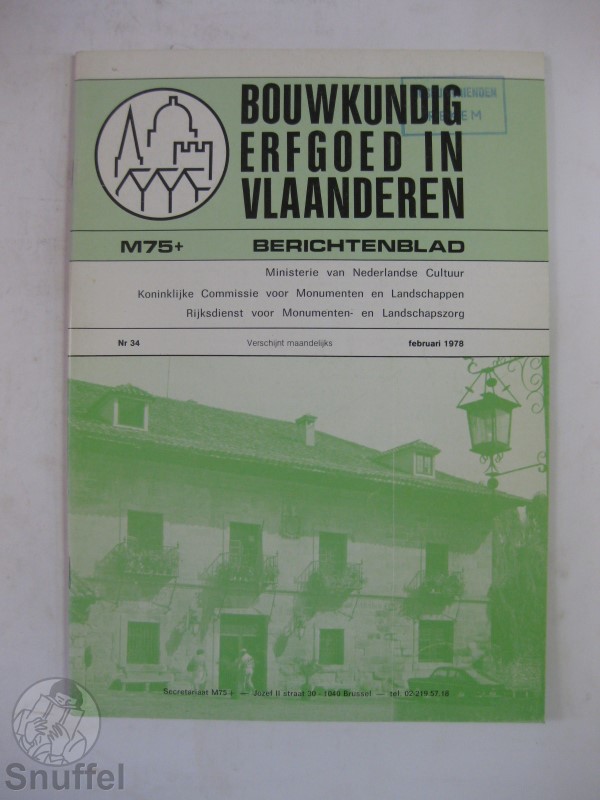 BOUWKUNDIG
ERFGOED IN
VLAANDEREN
M75+ BERICHTENBLAD
Ministerie van Nederlandse Cultuur
Koninklijke Commissie voor Monumenten en Landschappen
Rijksdienst voor Monumenten- en Landschapszorg
Nr 34 Verschijnt maandelijks februari 1978
Secretariaat M75+ — Jozef II straat 30 - 1040 Brussel — tel. 02-219.57.18
Snuffel